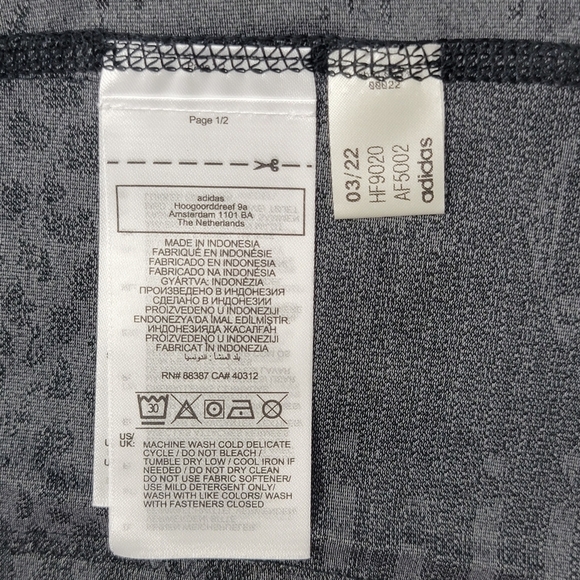 Page 1/2
adidas
Hoogoorddreef 9a
Amsterdam 1101 BA
The Netherlands
MADE IN INDONESIA
FABRIQUÉ EN INDONÉSIE
FABRICADO EN INDONESIA
FABRICADO NA INDONÉSIA
GYÁRTVA: INDONÉZIA
ПРОИЗВЕДЕНО В ИНДОНЕЗИЯ
СДЕЛАНО В ИНДОНЕЗИИ
PROIZVEDENO U INDONEZIJI
ENDONEZYA'DA İMAL EDİLMİŞTİR.
ИНДОНЕЗИЯДА ЖАСАЛҒАН
PROIZVEDENO U INDONEZIJI
FABRICAT IN INDONEZIA
بلد المنشأ : اندونيسيا
RN# 88387 CA# 40312
30
US/
UK:
MACHINE WASH COLD DELICATE
CYCLE / DO NOT BLEACH /
TUMBLE DRY LOW / COOL IRON IF
NEEDED / DO NOT DRY CLEAN
DO NOT USE FABRIC SOFTENER/
USE MILD DETERGENT ONLY/
WASH WITH LIKE COLORS/ WASH
WITH FASTENERS CLOSED
03/22
HF9020
AF5002
adidas